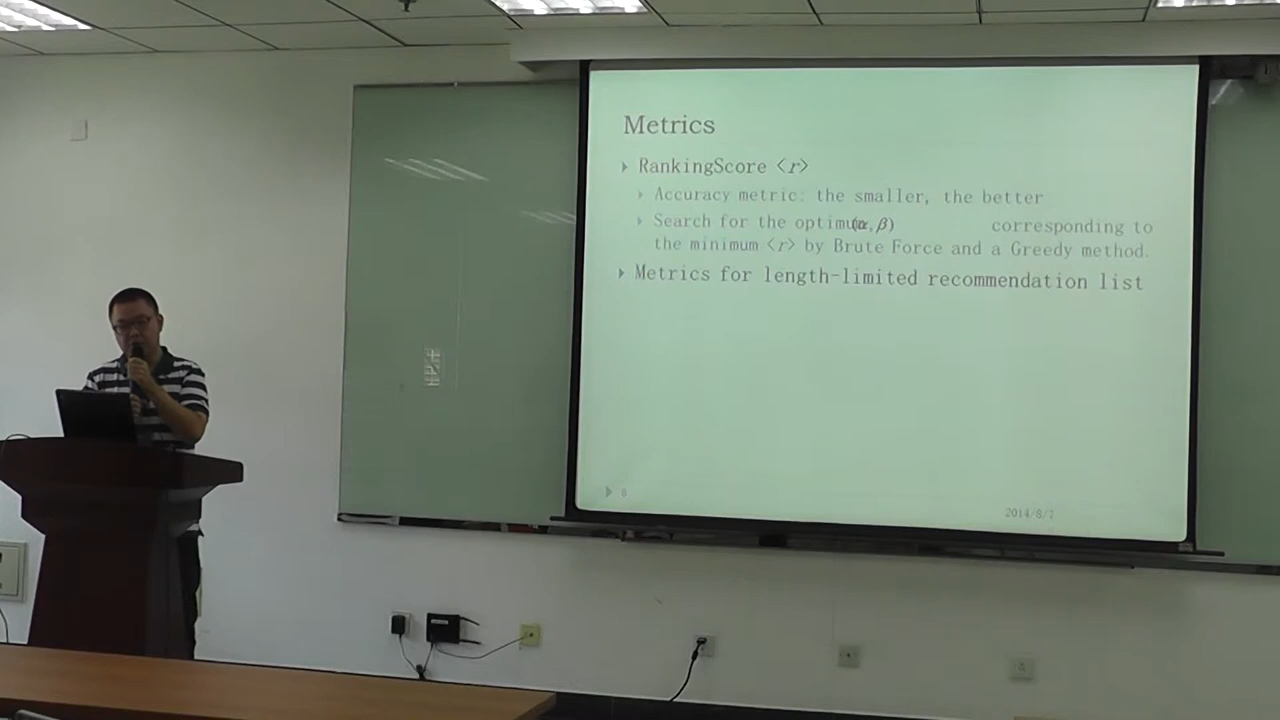 Metrics
RankingScore <r>
Accuracy metric: the smaller, the better
Search for the optimum (α,β) corresponding to
the minimum <r> by Brute Force and a Greedy method.
Metrics for length-limited recommendation list
2014/8/7